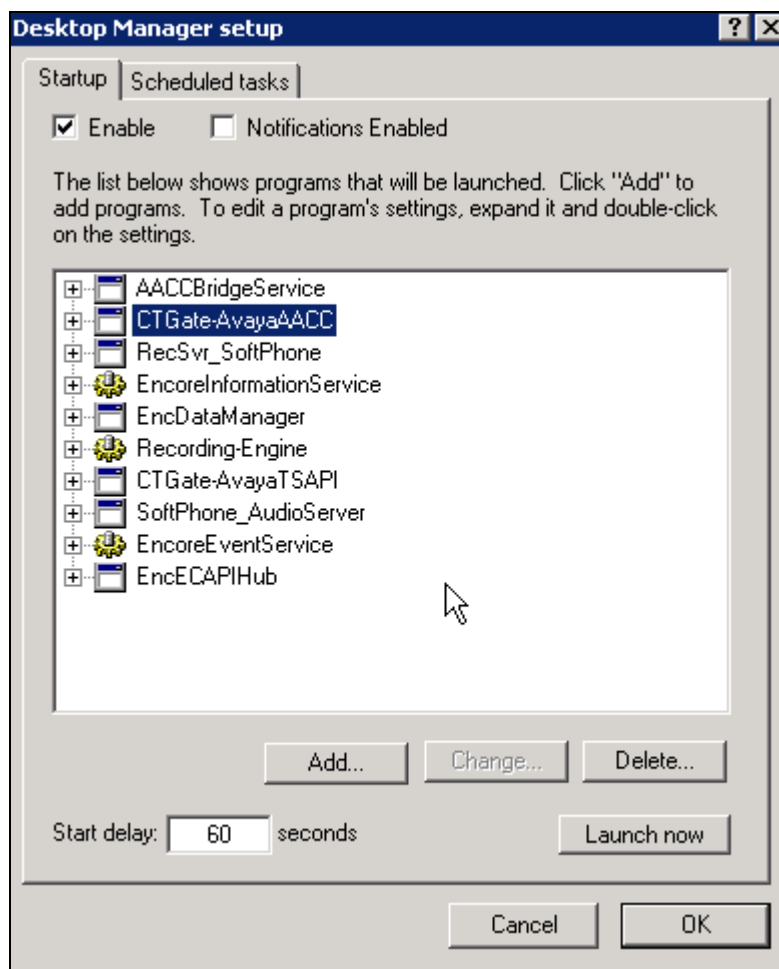 Desktop Manager setup
Startup
Scheduled tasks
Enable
Notifications Enabled
The list below shows programs that will be launched. Click "Add" to
add programs. To edit a program's settings, expand it and double-click
on the settings.
AACCBridgeService
CTGate-AvayaAACC
RecSvr_SoftPhone
EncoreInformationService
EncDataManager
Recording-Engine
CTGate-AvayaTSAPI
SoftPhone_AudioServer
EncoreEventService
EncECAPIHub
Add...
Change...
Delete...
Start delay: 60 seconds
Launch now
Cancel
OK